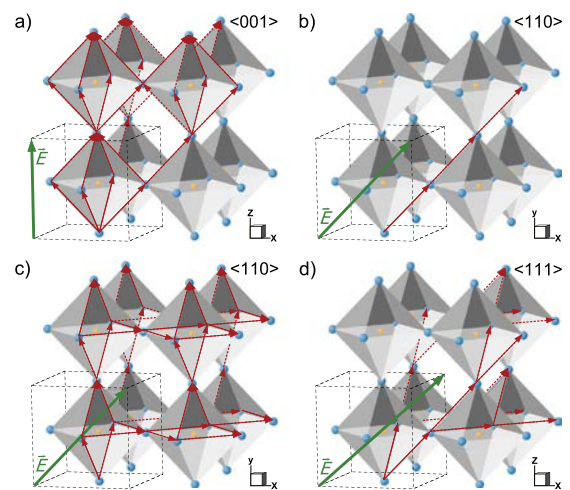 a) <001>
b) <110>
E
E
z
x
y
x
c) <110>
d) <111>
E
E
y
x
z
x